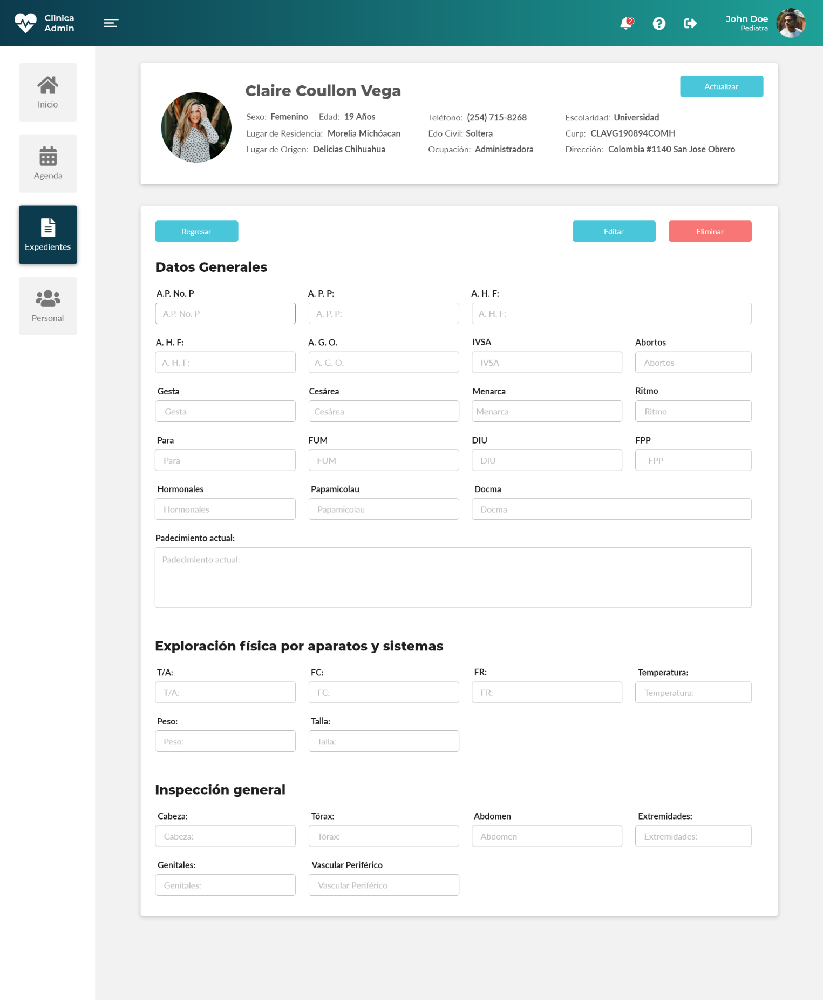 Clinica
Admin
2
John Doe
Pediatra
Inicio
Agenda
Expedientes
Personal
Claire Coullon Vega
Actualizar
Sexo: Femenino Edad: 19 Años
Teléfono: (254) 715-8268
Escolaridad: Universidad
Lugar de Residencia: Morelia Michóacan
Edo Civil: Soltera
Curp: CLAVG190894COMH
Lugar de Origen: Delicias Chihuahua
Ocupación: Administradora
Dirección: Colombia #1140 San Jose Obrero
Regresar
Editar
Eliminar
Datos Generales
A.P. No. P
A. P. P:
A. H. F:
A.P. No. P
A. P. P:
A. H. F:
A. H. F:
A. G. O.
IVSA
Abortos
A. H. F:
A. G. O.
IVSA
Abortos
Gesta
Cesárea
Menarca
Ritmo
Gesta
Cesárea
Menarca
Ritmo
Para
FUM
DIU
FPP
Para
FUM
DIU
FPP
Hormonales
Papamicolau
Docma
Hormonales
Papamicolau
Docma
Padecimiento actual:
Padecimiento actual:
Exploración física por aparatos y sistemas
T/A:
FC:
FR:
Temperatura:
T/A:
FC:
FR:
Temperatura:
Peso:
Talla:
Peso:
Talla:
Inspección general
Cabeza:
Tórax:
Abdomen
Extremidades:
Cabeza:
Tórax:
Abdomen
Extremidades:
Genitales:
Vascular Periférico
Genitales:
Vascular Periférico